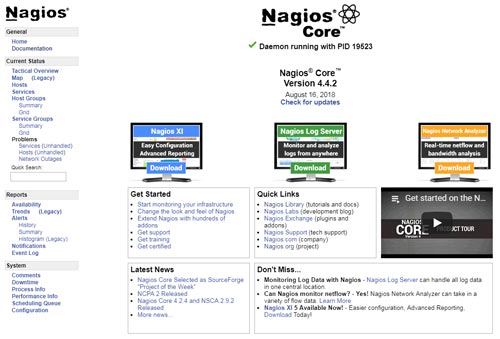 Nagios®
General
Home
Documentation
Current Status
Tactical Overview
Map (Legacy)
Hosts
Services
Host Groups
Summary
Grid
Service Groups
Summary
Grid
Problems
Services (Unhandled)
Hosts (Unhandled)
Network Outages
Quick Search:
Reports
Availability
Trends (Legacy)
Alerts
History
Summary
Histogram (Legacy)
Notifications
Event Log
System
Comments
Downtime
Process Info
Performance Info
Scheduling Queue
Configuration
Nagios®
Core™
✓ Daemon running with PID 19523
Nagios® Core™
Version 4.4.2
August 16, 2018
Check for updates
Nagios XI
Easy Configuration
Advanced Reporting
Download
Nagios Log Server
Monitor and analyze
logs from anywhere
Download
Nagios Network Analyzer
Real-time netflow and
bandwidth analysis
Download
Get Started
• Start monitoring your infrastructure
• Change the look and feel of Nagios
• Extend Nagios with hundreds of
addons
• Get support
• Get training
• Get certified
Quick Links
• Nagios Library (tutorials and docs)
• Nagios Labs (development blog)
• Nagios Exchange (plugins and
addons)
• Nagios Support (tech support)
• Nagios.com (company)
• Nagios.org (project)
Get started on the N...
NAGIOS
CORE
PRODUCT TOUR
Latest News
• Nagios Core Selected as SourceForge
"Project of the Week"
• NCPA 2 Released
• Nagios Core 4.2.4 and NSCA 2.9.2
Released
• More news...
Don't Miss...
• Monitoring Log Data with Nagios - Nagios Log Server can handle all log
data in one central location.
• Can Nagios monitor netflow? - Yes! Nagios Network Analyzer can take in a
variety of flow data. Learn More
• Nagios XI 5 Available Now! - Easier configuration, Advanced Reporting,
Download Today!